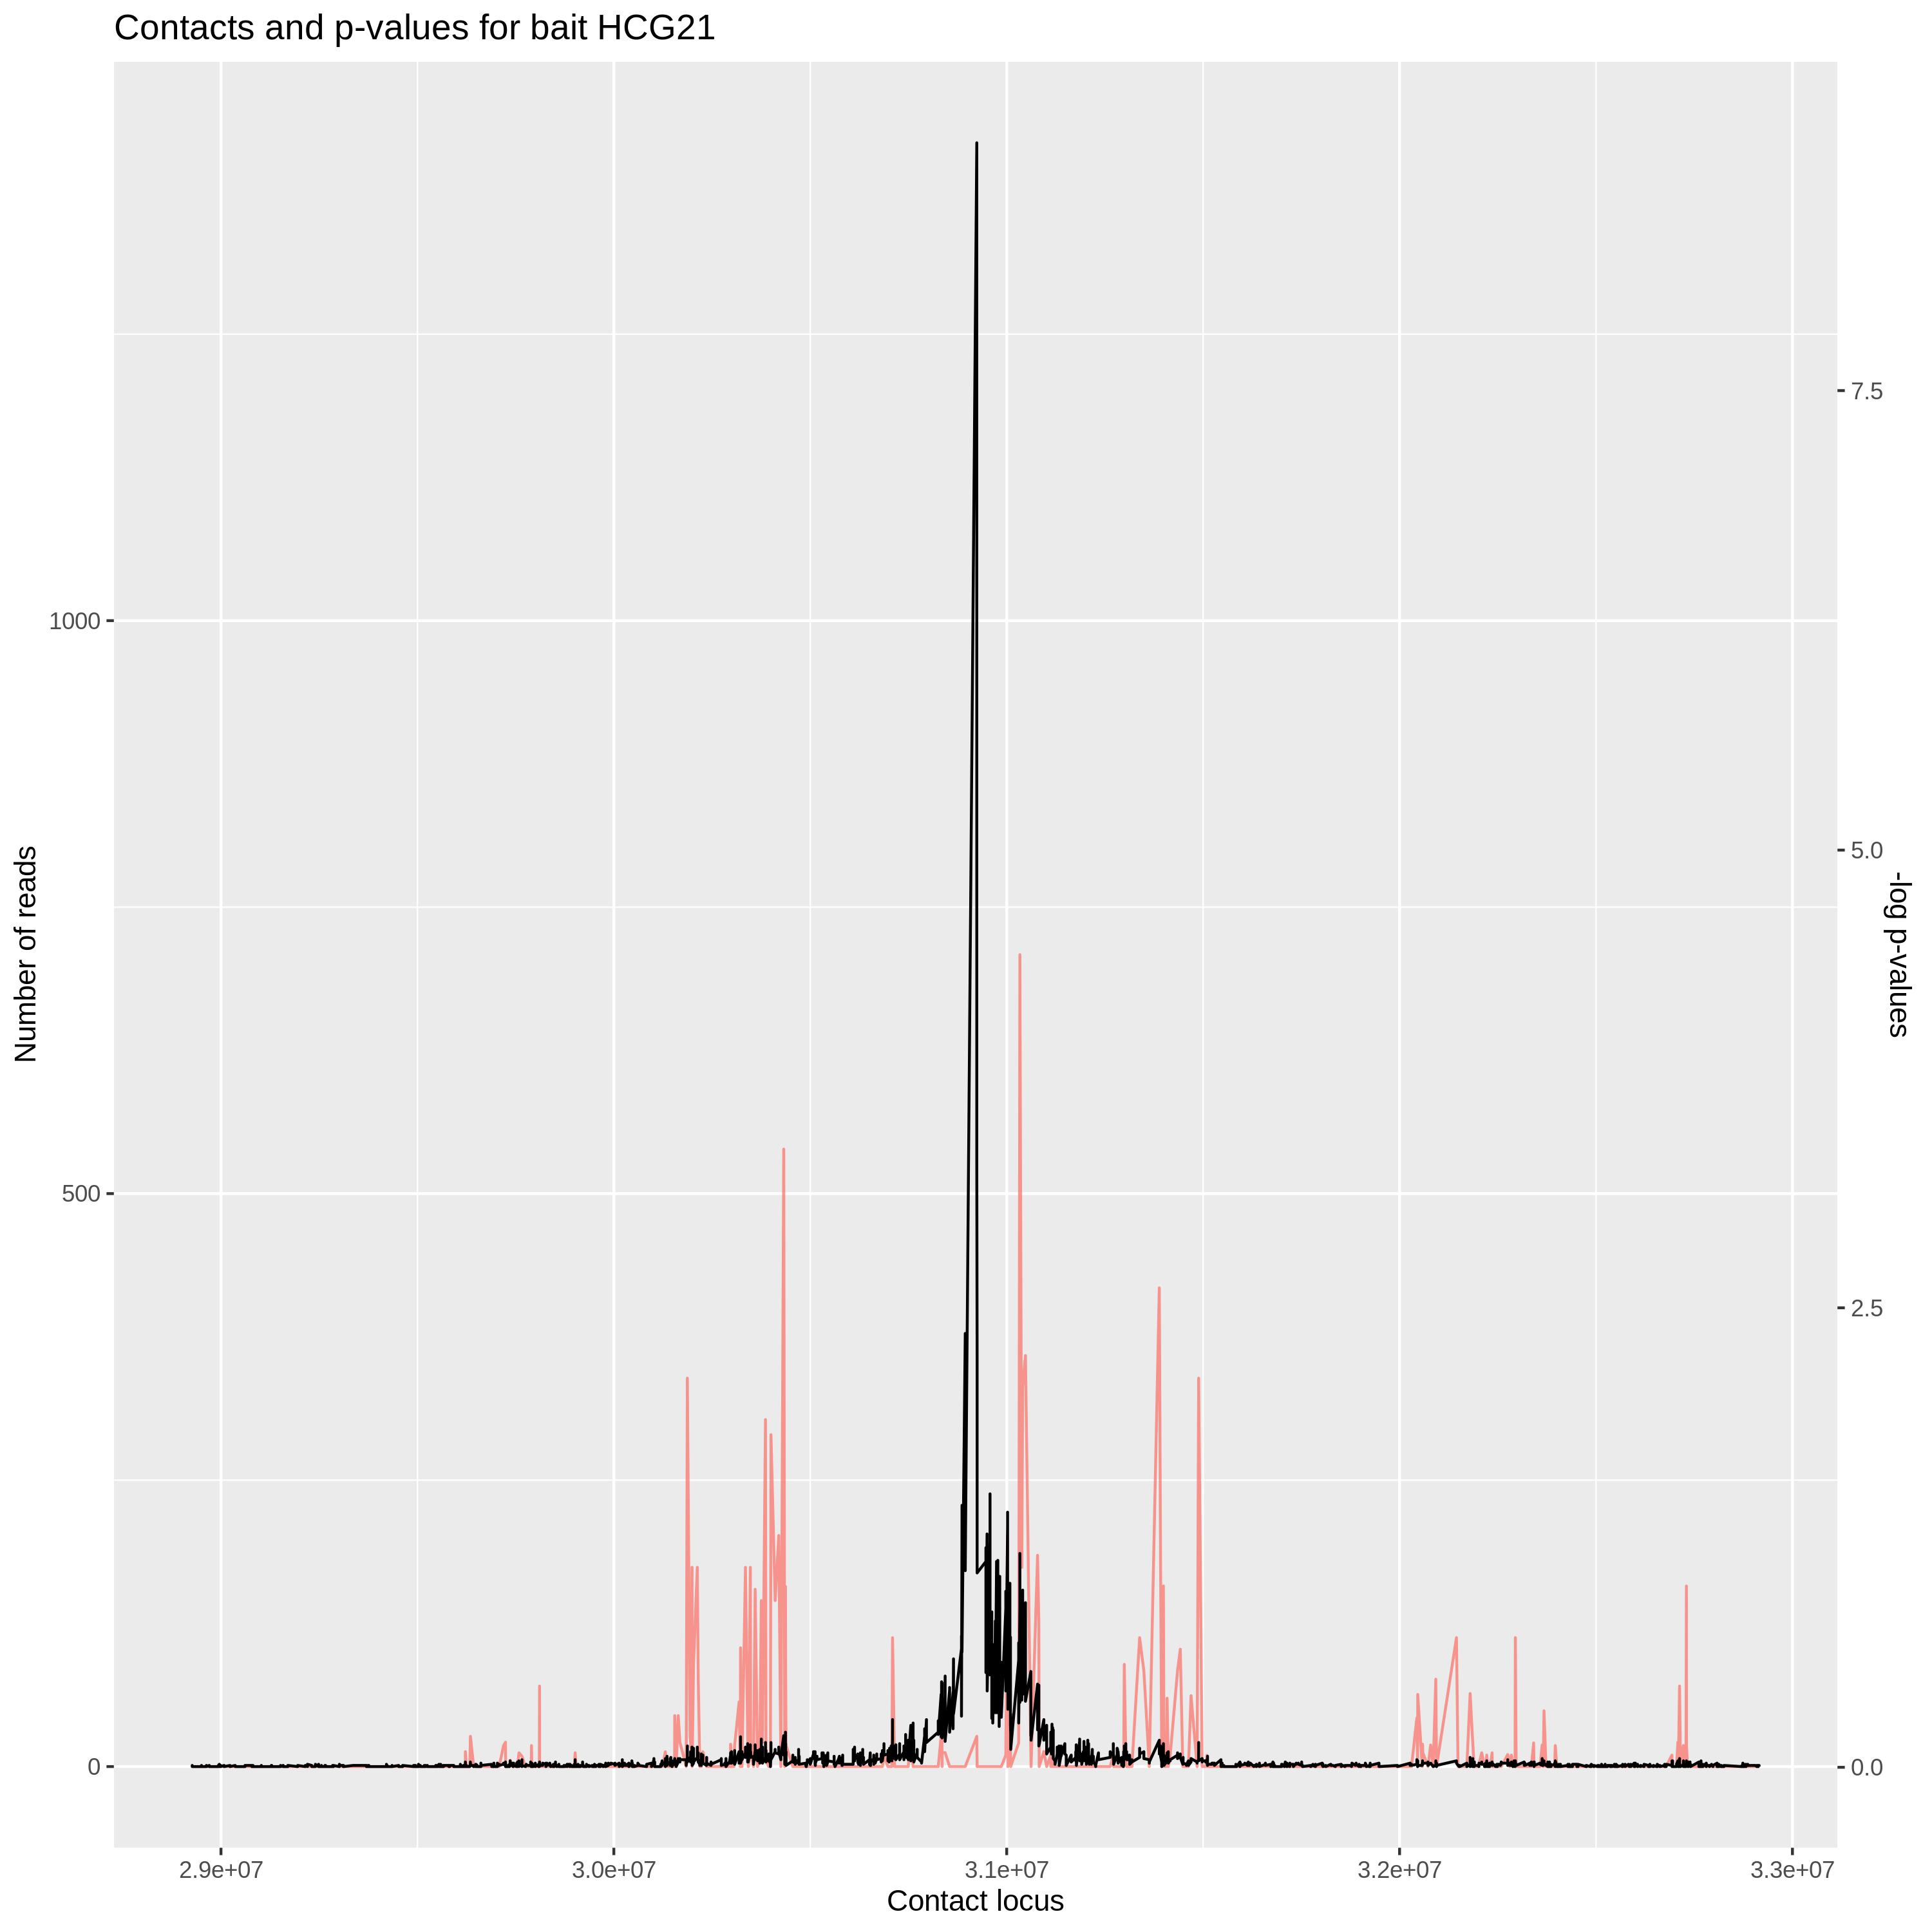 Contacts and p-values for bait HCG21
Number of reads
1000
500
0
7.5
5.0
2.5
0.0
-log p-values
2.9e+07
3.0e+07
3.1e+07
3.2e+07
3.3e+07
Contact locus